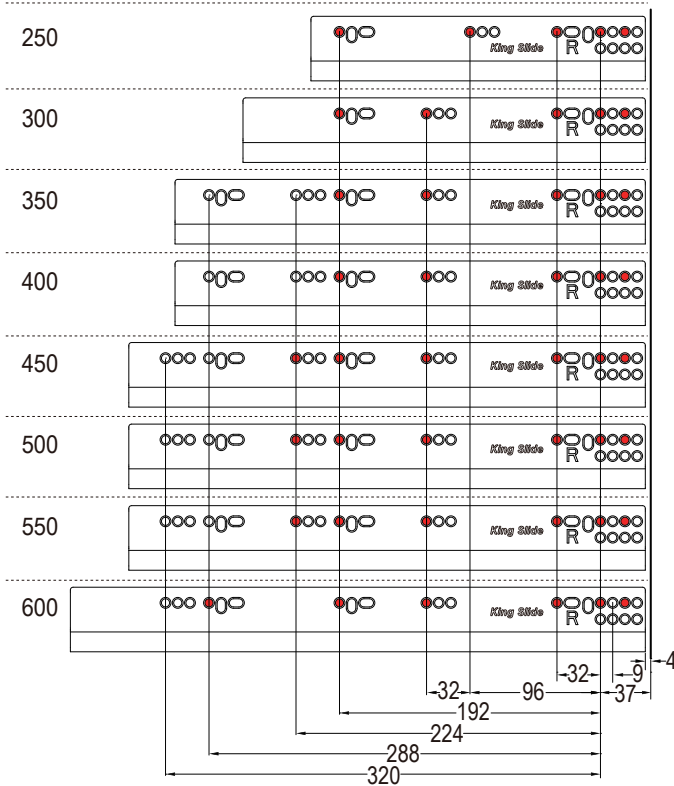 250
King Slide
R
300
King Slide
R
350
King Slide
R
400
King Slide
R
450
King Slide
R
500
King Slide
R
550
King Slide
R
600
King Slide
R
4
32 9
32 96 37
192
224
288
320